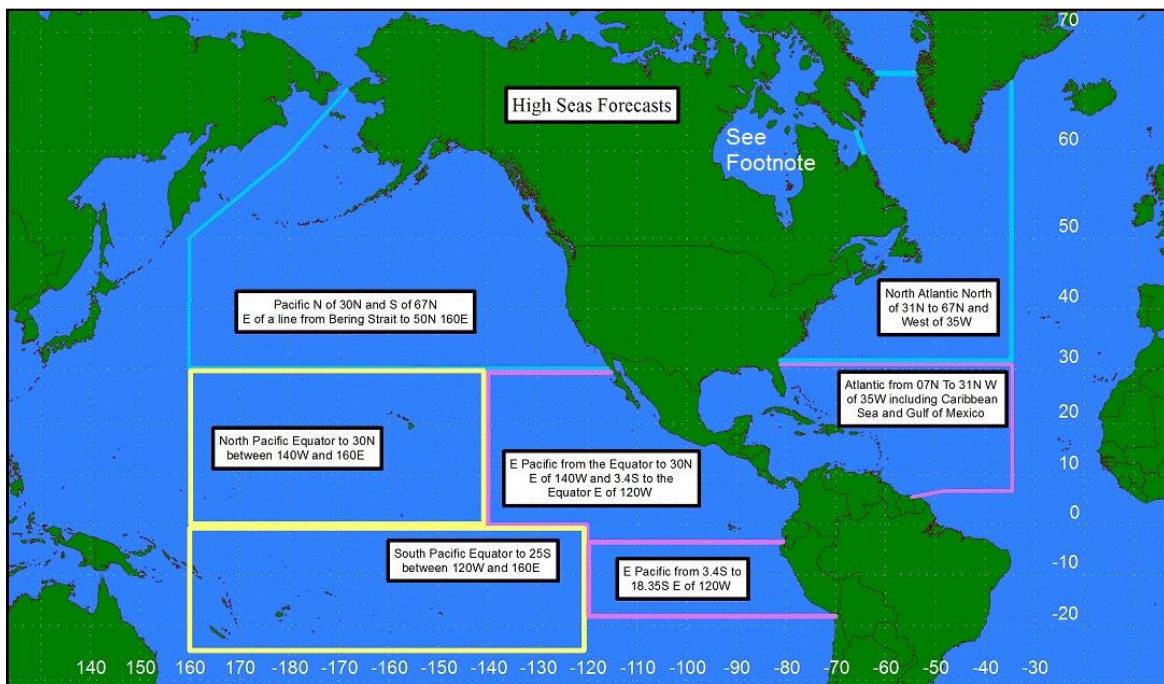 70
High Seas Forecasts
See
Footnote
60
50
Pacific N of 30N and S of 67N
E of a line from Bering Strait to 50N 160E
North Atlantic North
of 31N to 67N and
West of 35W
40
30
Atlantic from 07N To 31N W
of 35W including Caribbean
Sea and Gulf of Mexico
20
North Pacific Equator to 30N
between 140W and 160E
E Pacific from the Equator to 30N
E of 140W and 3.4S to the
Equator E of 120W
10
0
South Pacific Equator to 25S
between 120W and 160E
E Pacific from 3.4S to
18.35S E of 120W
-10
-20
140 150 160 170 -180 -170 -160 -150 -140 -130 -120 -110 -100 -90 -80 -70 -60 -50 -40 -30